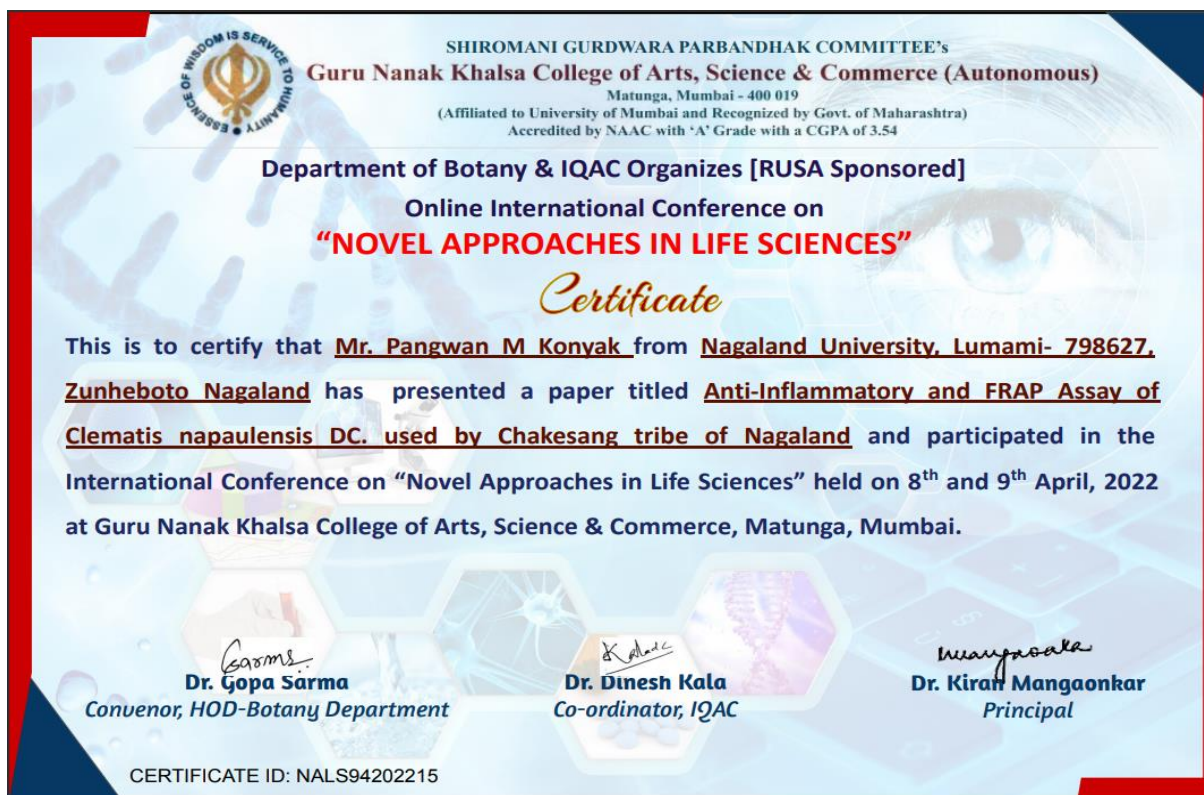 ESSENCE OF WISDOM IS SERVICE TO HUMANITY
SHIROMANI GURDWARA PARBANDHAK COMMITTEE's
Guru Nanak Khalsa College of Arts, Science & Commerce (Autonomous)
Matunga, Mumbai - 400 019
(Affiliated to University of Mumbai and Recognized by Govt. of Maharashtra)
Accredited by NAAC with ‘A’ Grade with a CGPA of 3.54
Department of Botany & IQAC Organizes [RUSA Sponsored]
Online International Conference on
“NOVEL APPROACHES IN LIFE SCIENCES”
Certificate
This is to certify that Mr. Pangwan M Konyak from Nagaland University, Lumami- 798627,
Zunheboto Nagaland has presented a paper titled Anti-Inflammatory and FRAP Assay of
Clematis napaulensis DC. used by Chakesang tribe of Nagaland and participated in the
International Conference on “Novel Approaches in Life Sciences” held on 8th and 9th April, 2022
at Guru Nanak Khalsa College of Arts, Science & Commerce, Matunga, Mumbai.
Dr. Gopa Sarma
Convenor, HOD-Botany Department
Dr. Dinesh Kala
Co-ordinator, IQAC
Dr. Kiran Mangaonkar
Principal
CERTIFICATE ID: NALS94202215